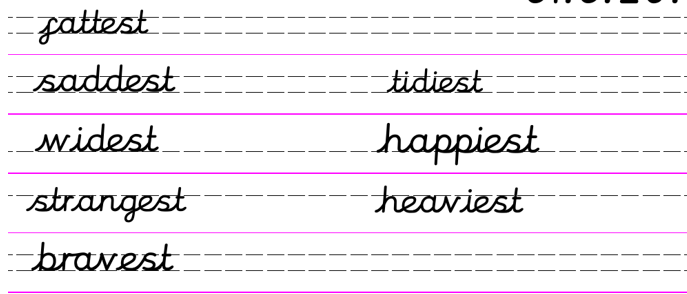 fattest
saddest tidiest
widest happiest
strangest heaviest
bravest